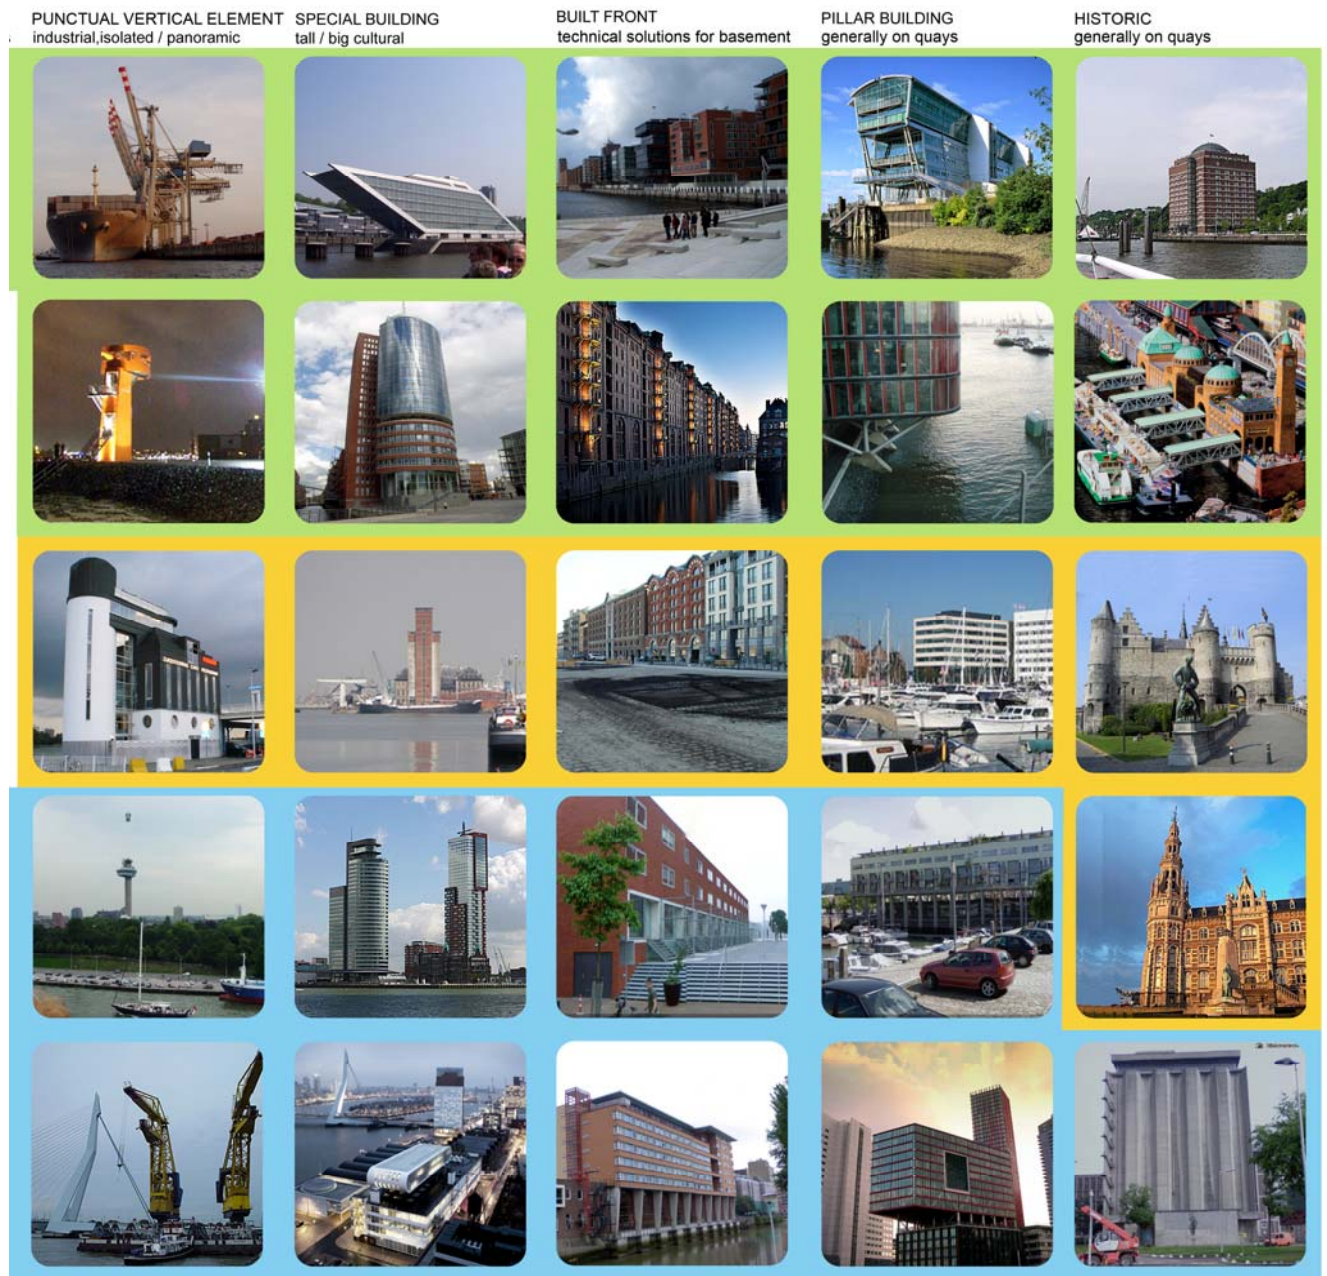 PUNCTUAL VERTICAL ELEMENT
industrial,isolated / panoramic
SPECIAL BUILDING
tall / big cultural
BUILT FRONT
technical solutions for basement
PILLAR BUILDING
generally on quays
HISTORIC
generally on quays